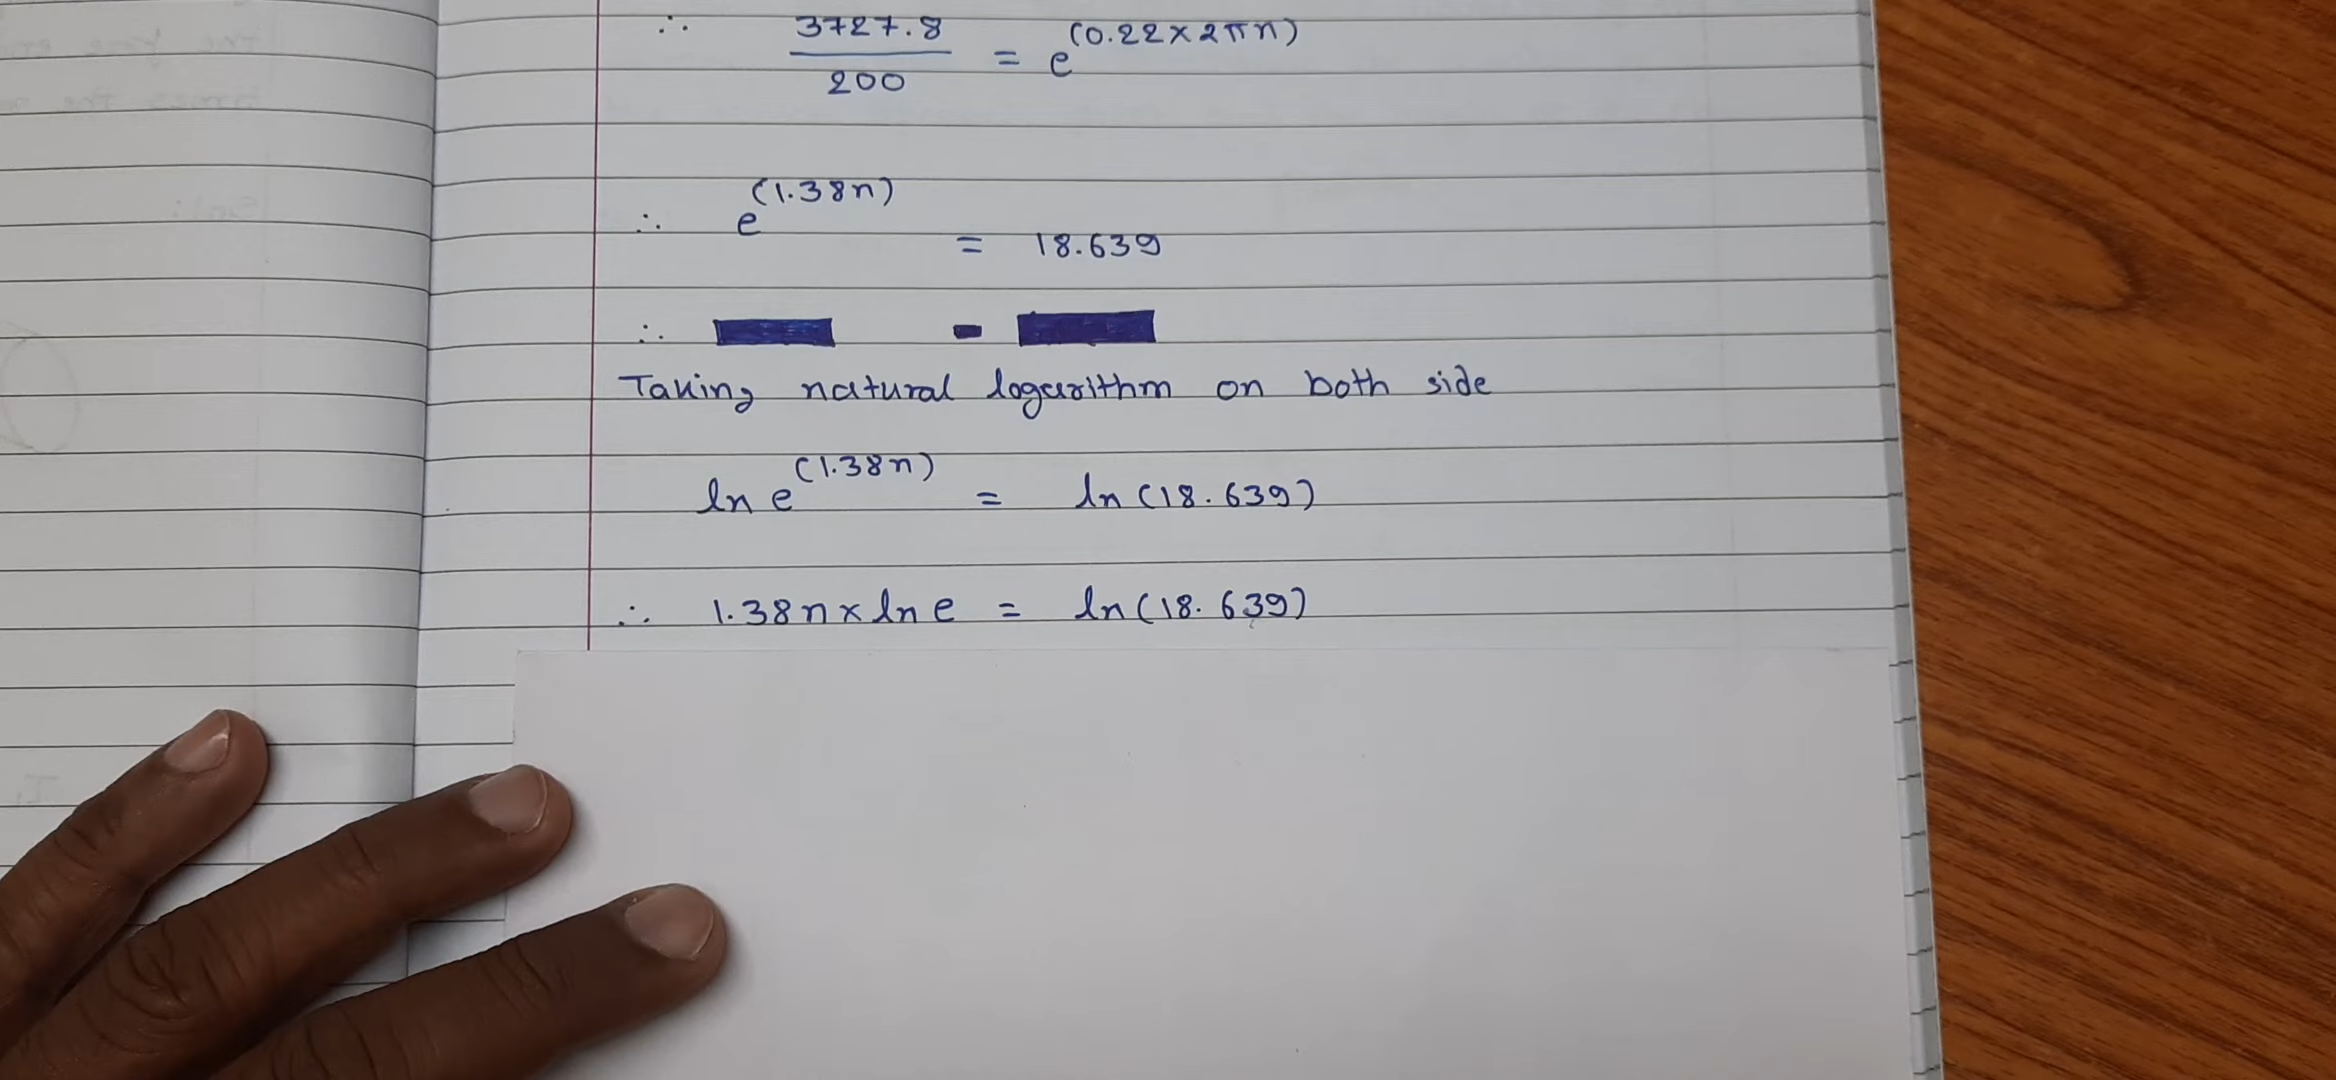 ∴ 3727.8/200 = e^(0.22×2πn)
∴ e^(1.38n) = 18.639
∴
Taking natural logarithm on both side
ln e^(1.38n) = ln(18.639)
∴ 1.38n × ln e = ln(18.639)